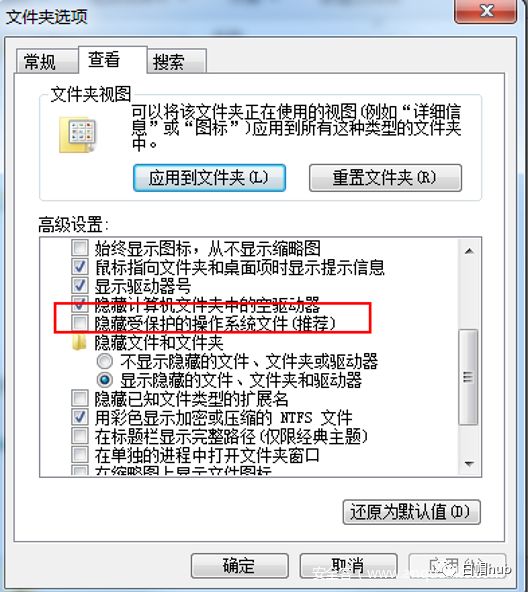 文件夹选项
常规
查看
搜索
文件夹视图
可以将该文件夹正在使用的视图(例如“详细信
息”或“图标”)应用到所有这种类型的文件夹
中。
应用到文件夹(L)
重置文件夹(R)
高级设置:
始终显示图标，从不显示缩略图
鼠标指向文件夹和桌面项时显示提示信息
显示驱动器号
隐藏计算机文件夹中的空驱动器
隐藏受保护的操作系统文件(推荐)
隐藏文件和文件夹
不显示隐藏的文件、文件夹或驱动器
显示隐藏的文件、文件夹和驱动器
隐藏已知文件类型的扩展名
用彩色显示加密或压缩的 NTFS 文件
在标题栏显示完整路径(仅限经典主题)
在单独的进程中打开文件夹窗口
在缩略图上显示文件图标
还原为默认值(D)
确定
取消
白帽hub